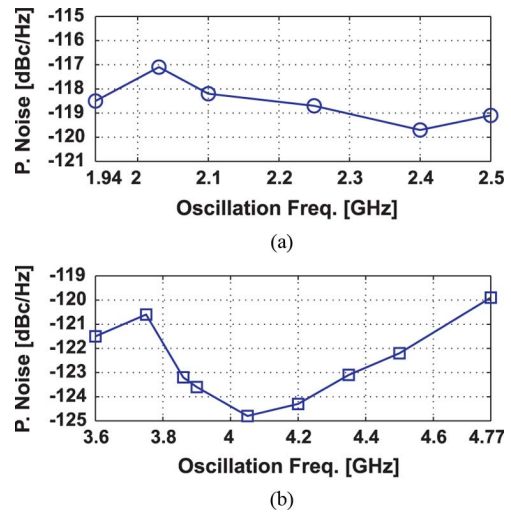 -115
-116
-117
-118
-119
-120
-121
P. Noise [dBc/Hz]
1.94 2 2.1 2.2 2.3 2.4 2.5
Oscillation Freq. [GHz]
(a)
-119
-120
-121
-122
-123
-124
-125
P. Noise [dBc/Hz]
3.6 3.8 4 4.2 4.4 4.6 4.77
Oscillation Freq. [GHz]
(b)